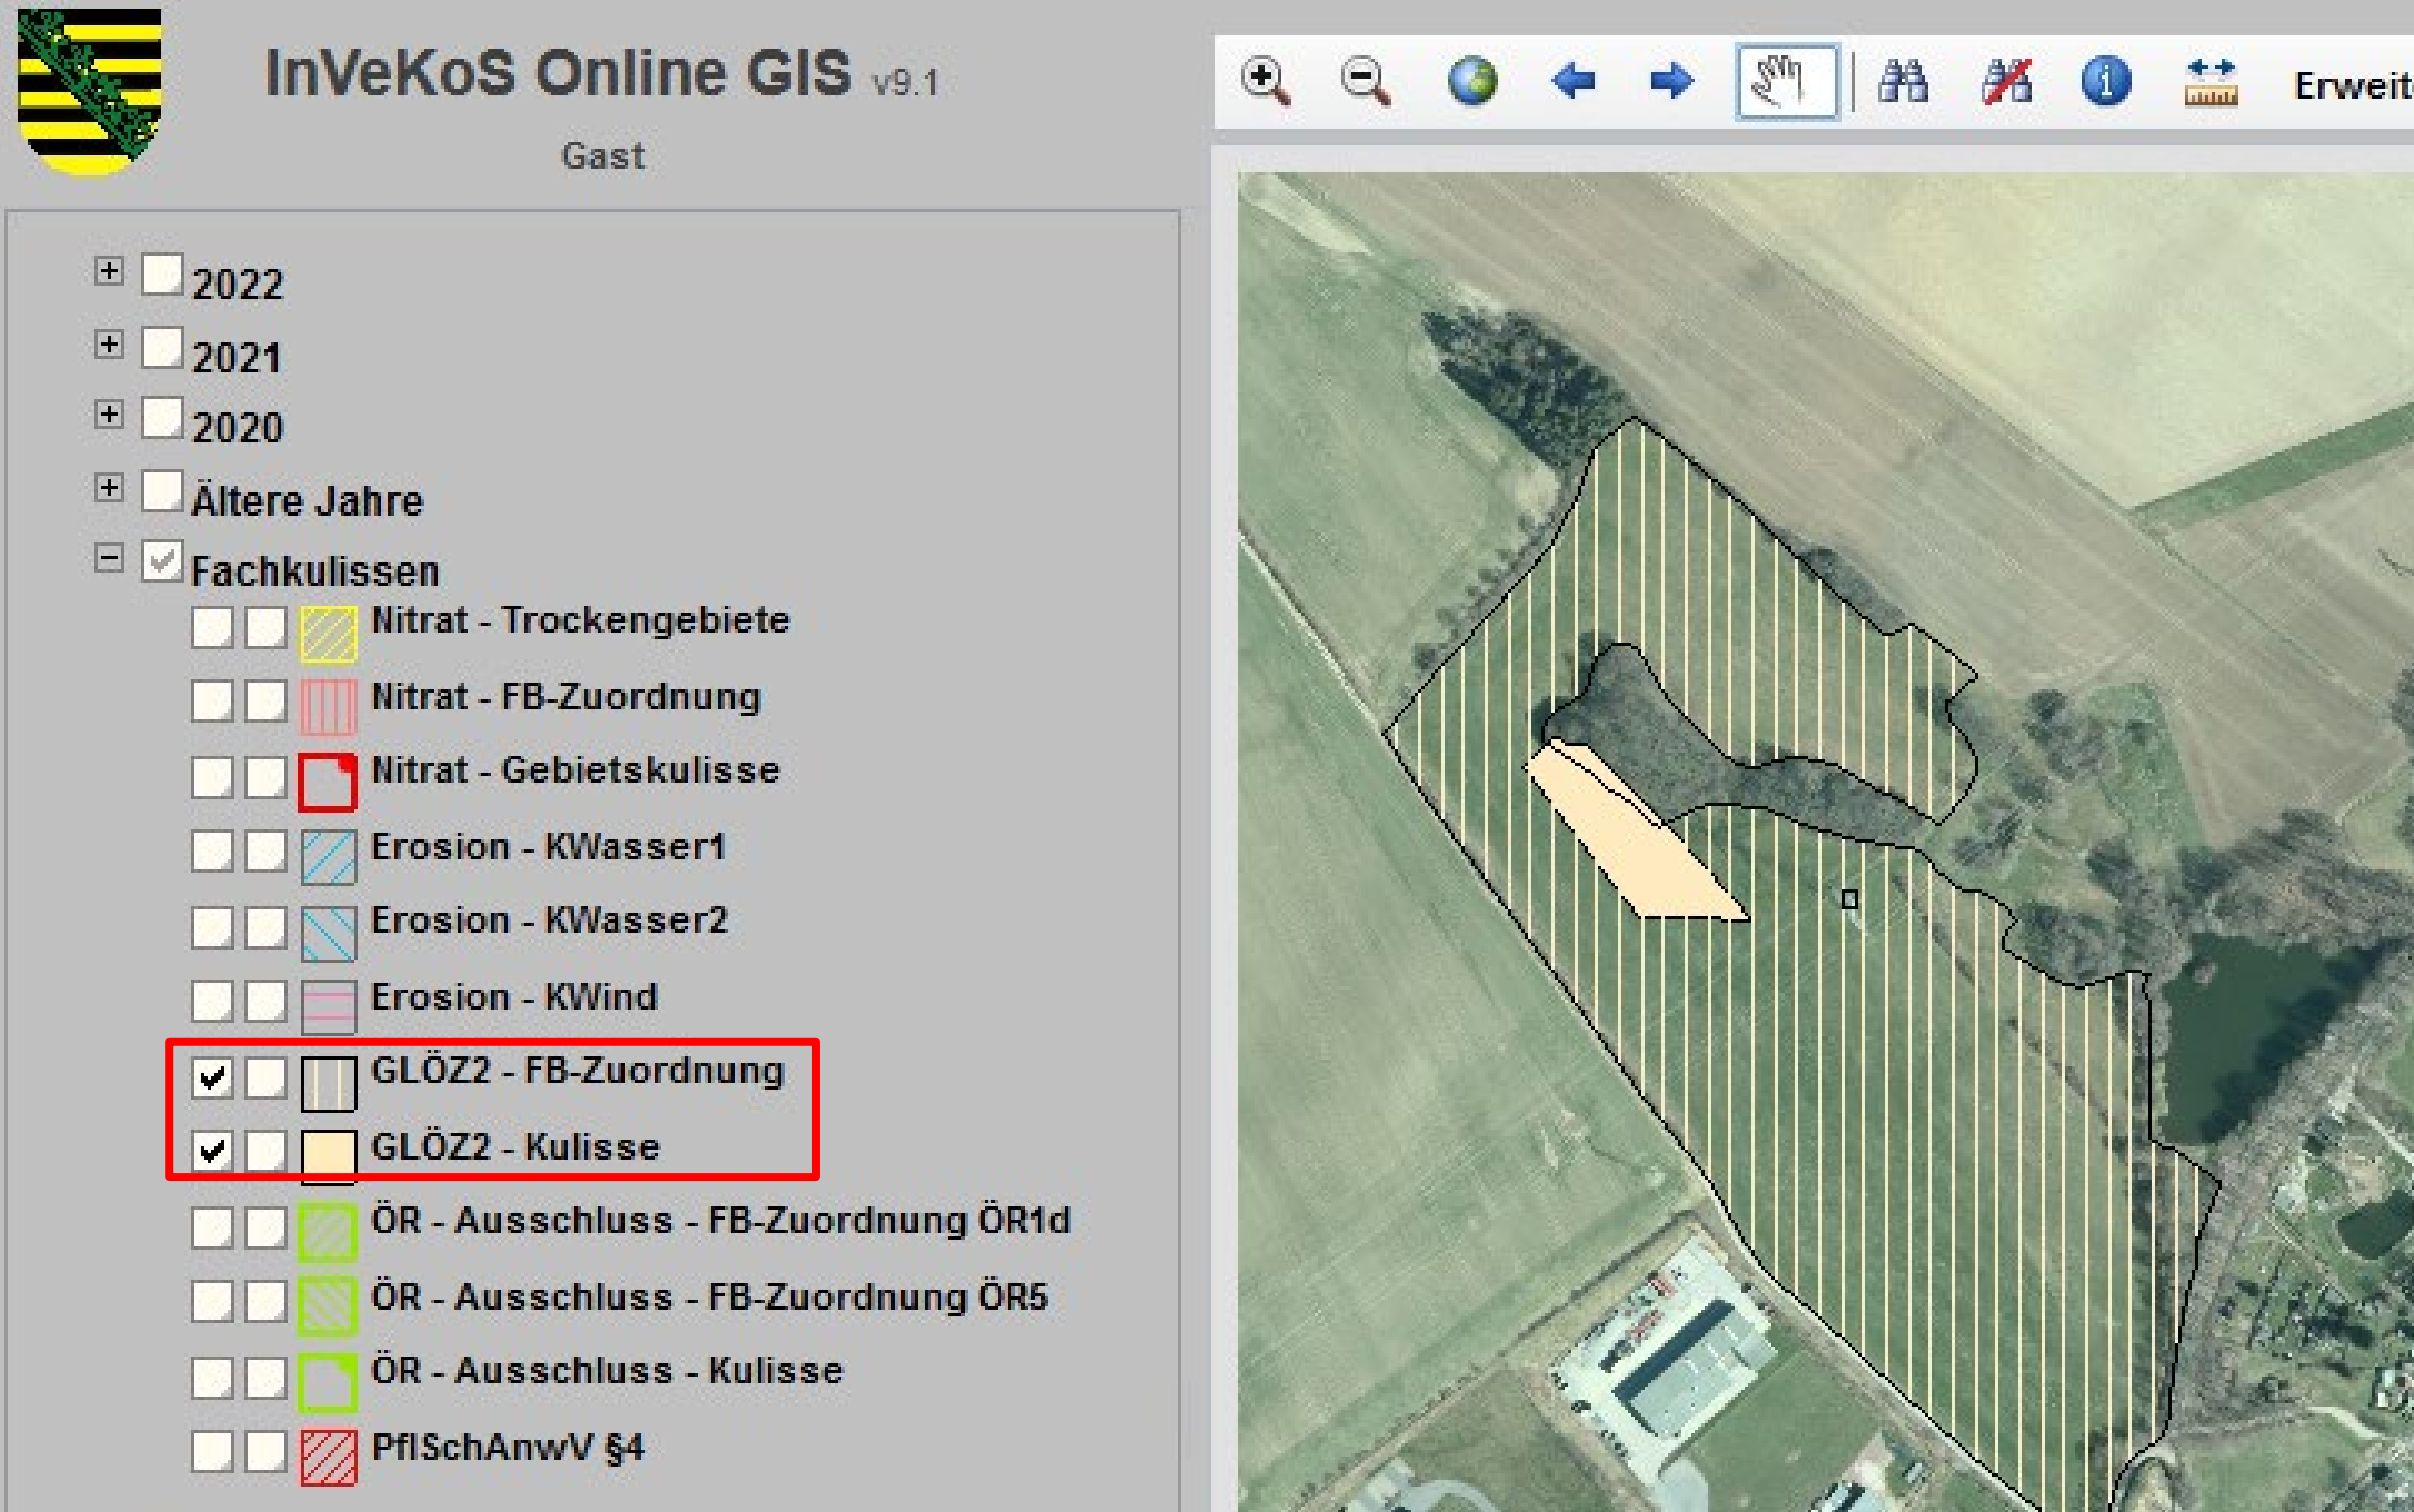 InVeKoS Online GIS v9.1
Gast
Erweit
2022
2021
2020
Ältere Jahre
Fachkulissen
Nitrat - Trockengebiete
Nitrat - FB-Zuordnung
Nitrat - Gebietskulisse
Erosion - KWasser1
Erosion - KWasser2
Erosion - KWind
GLÖZ2 - FB-Zuordnung
GLÖZ2 - Kulisse
ÖR - Ausschluss - FB-Zuordnung ÖR1d
ÖR - Ausschluss - FB-Zuordnung ÖR5
ÖR - Ausschluss - Kulisse
PflSchAnwV §4